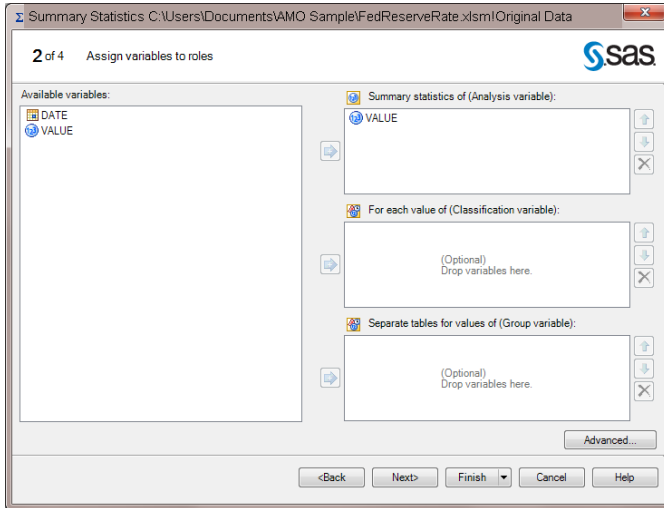 Σ Summary Statistics C:\Users\Documents\AMO Sample\FedReserveRate.xlsm!Original Data
2 of 4 Assign variables to roles
sas
Available variables:
DATE
VALUE
Summary statistics of (Analysis variable):
VALUE
For each value of (Classification variable):
(Optional)
Drop variables here.
Separate tables for values of (Group variable):
(Optional)
Drop variables here.
Advanced...
<Back Next> Finish Cancel Help